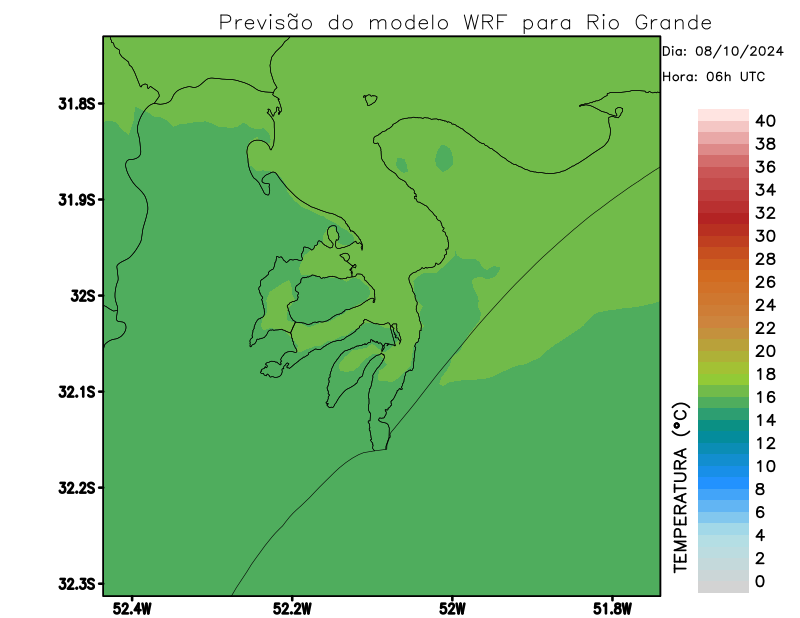 Previsão do modelo WRF para Rio Grande
Dia: 08/10/2024
Hora: 06h UTC
31.8S
31.9S
32S
32.1S
32.2S
32.3S
52.4W
52.2W
52W
51.8W
TEMPERATURA (°C)
40
38
36
34
32
30
28
26
24
22
20
18
16
14
12
10
8
6
4
2
0